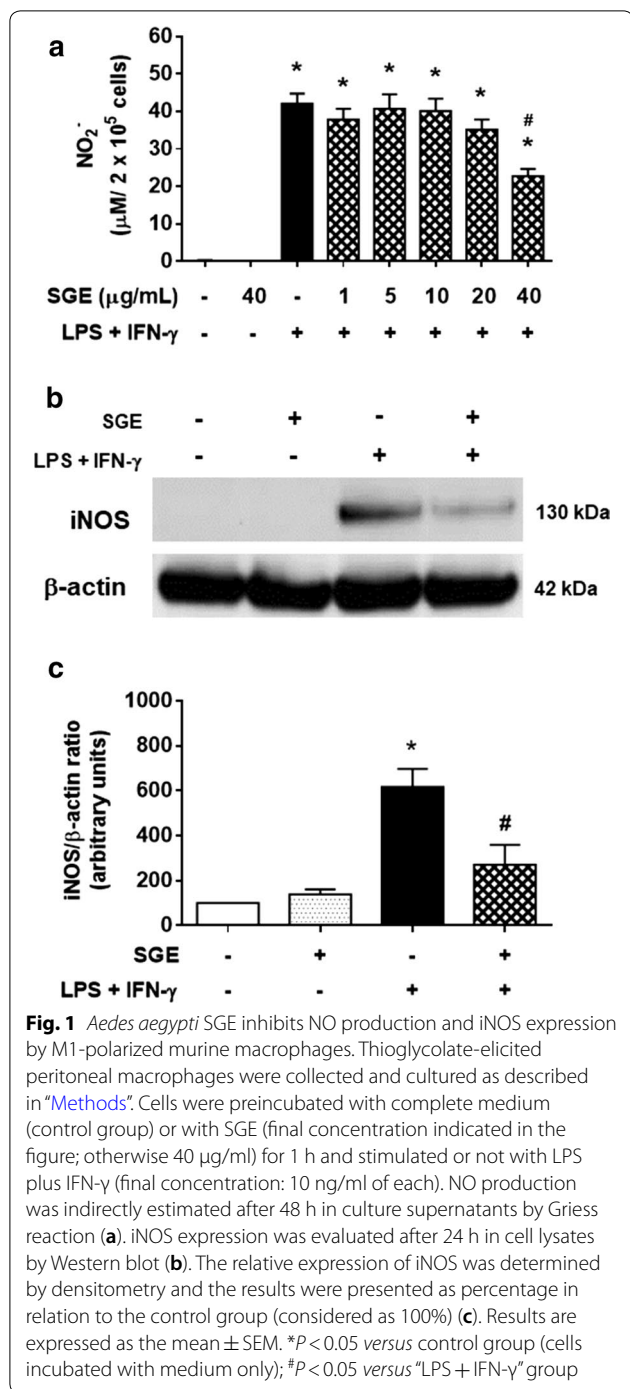 a
NO₂⁻
(μM/ 2 x 10⁵ cells)
60
50
40
30
20
10
0
* * * * * # *
SGE (μg/mL) - 40 - 1 5 10 20 40
LPS + IFN-γ - - + + + + + +
b
SGE - + - +
LPS + IFN-γ - - + +
iNOS 130 kDa
β-actin 42 kDa
c
iNOS/β-actin ratio
(arbitrary units)
1000
800
600
400
200
0
* #
SGE - + - +
LPS + IFN-γ - - + +
Fig. 1 Aedes aegypti SGE inhibits NO production and iNOS expression
by M1-polarized murine macrophages. Thioglycolate-elicited
peritoneal macrophages were collected and cultured as described
in “Methods”. Cells were preincubated with complete medium
(control group) or with SGE (final concentration indicated in the
figure; otherwise 40 μg/ml) for 1 h and stimulated or not with LPS
plus IFN-γ (final concentration: 10 ng/ml of each). NO production
was indirectly estimated after 48 h in culture supernatants by Griess
reaction (a). iNOS expression was evaluated after 24 h in cell lysates
by Western blot (b). The relative expression of iNOS was determined
by densitometry and the results were presented as percentage in
relation to the control group (considered as 100%) (c). Results are
expressed as the mean ± SEM. *P < 0.05 versus control group (cells
incubated with medium only); #P < 0.05 versus “LPS + IFN-γ” group